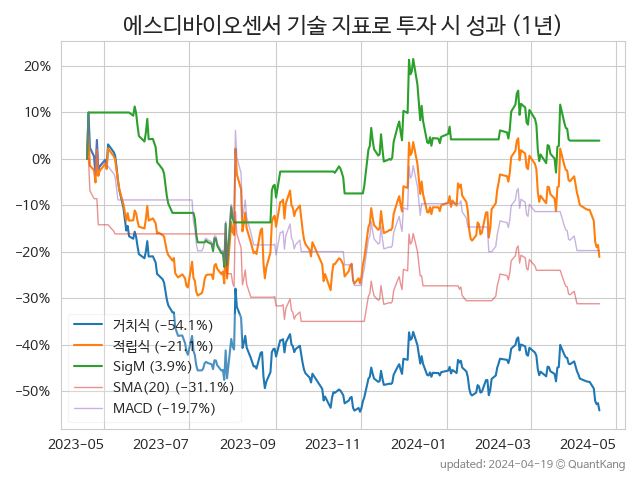 에스디바이오센서 기술 지표로 투자 시 성과 (1년)
20%
10%
0%
−10%
−20%
−30%
−40%
−50%
거치식 (−54.1%)
적립식 (−21.1%)
SigM (3.9%)
SMA(20) (−31.1%)
MACD (−19.7%)
2023-05
2023-07
2023-09
2023-11
2024-01
2024-03
2024-05
updated: 2024-04-19 © QuantKang